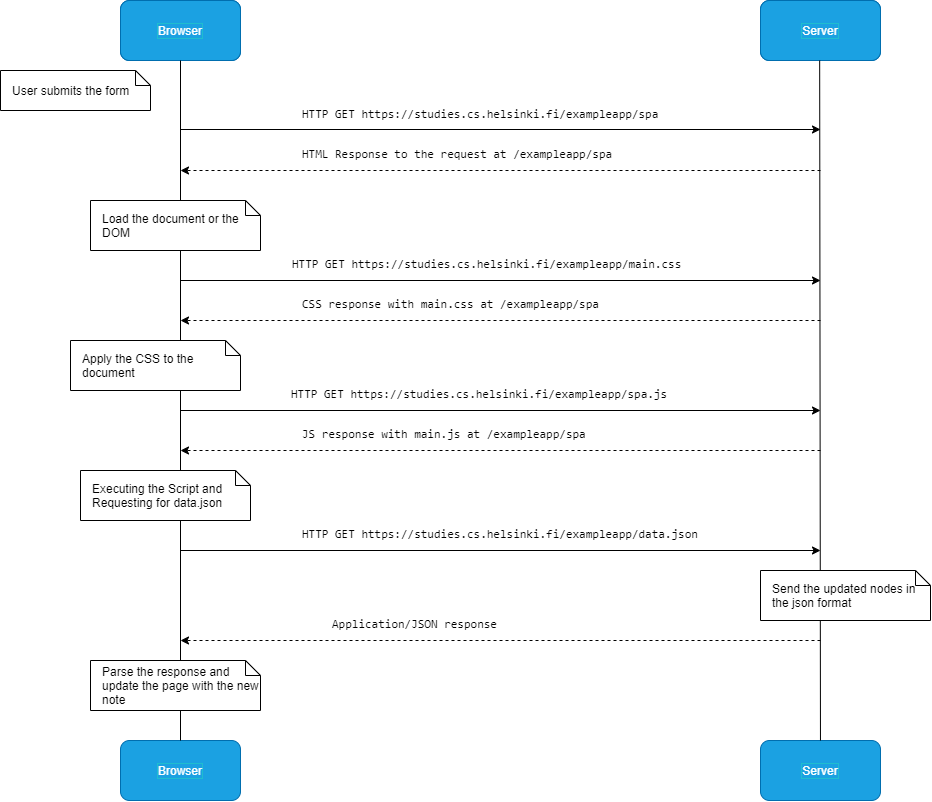 Browser
Server
User submits the form
HTTP GET https://studies.cs.helsinki.fi/exampleapp/spa
HTML Response to the request at /exampleapp/spa
Load the document or the
DOM
HTTP GET https://studies.cs.helsinki.fi/exampleapp/main.css
CSS response with main.css at /exampleapp/spa
Apply the CSS to the
document
HTTP GET https://studies.cs.helsinki.fi/exampleapp/spa.js
JS response with main.js at /exampleapp/spa
Executing the Script and
Requesting for data.json
HTTP GET https://studies.cs.helsinki.fi/exampleapp/data.json
Send the updated nodes in
the json format
Application/JSON response
Parse the response and
update the page with the new
note
Browser
Server